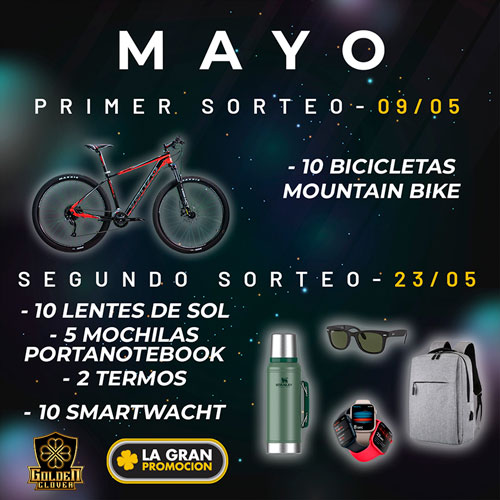 MAYO
PRIMER SORTEO - 09/05
- 10 BICICLETAS
MOUNTAIN BIKE
SEGUNDO SORTEO - 23/05
- 10 LENTES DE SOL
- 5 MOCHILAS
PORTANOTEBOOK
- 2 TERMOS
- 10 SMARTWACHT
STANLEY
GOLDEN
CLOVER
LA GRAN
PROMOCION